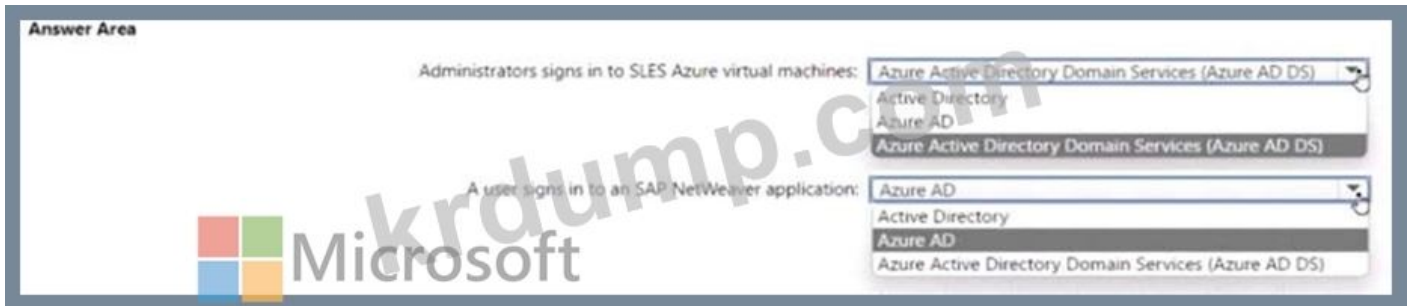 Answer Area
Administrators signs in to SLES Azure virtual machines: Azure Active Directory Domain Services (Azure AD DS)
Active Directory
Azure AD
Azure Active Directory Domain Services (Azure AD DS)
A user signs in to an SAP NetWeaver application: Azure AD
Active Directory
Azure AD
Azure Active Directory Domain Services (Azure AD DS)
krdump.com
Microsoft